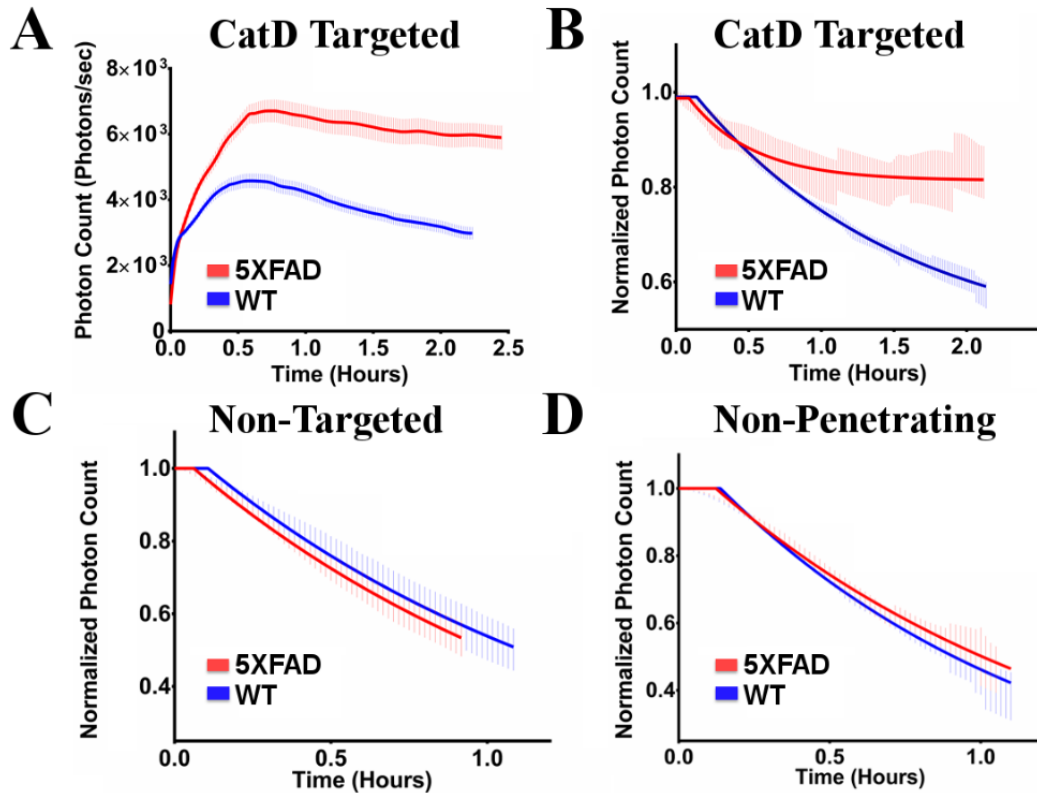 A
CatD Targeted
Photon Count (Photons/sec)
8×10³
6×10³
4×10³
2×10³
0
5XFAD
WT
0.0 0.5 1.0 1.5 2.0 2.5
Time (Hours)
B
CatD Targeted
Normalized Photon Count
1.0
0.8
0.6
5XFAD
WT
0.0 0.5 1.0 1.5 2.0
Time (Hours)
C
Non-Targeted
Normalized Photon Count
1.0
0.8
0.6
0.4
5XFAD
WT
0.0 0.5 1.0
Time (Hours)
D
Non-Penetrating
Normalized Photon Count
1.0
0.8
0.6
0.4
5XFAD
WT
0.0 0.5 1.0
Time (Hours)